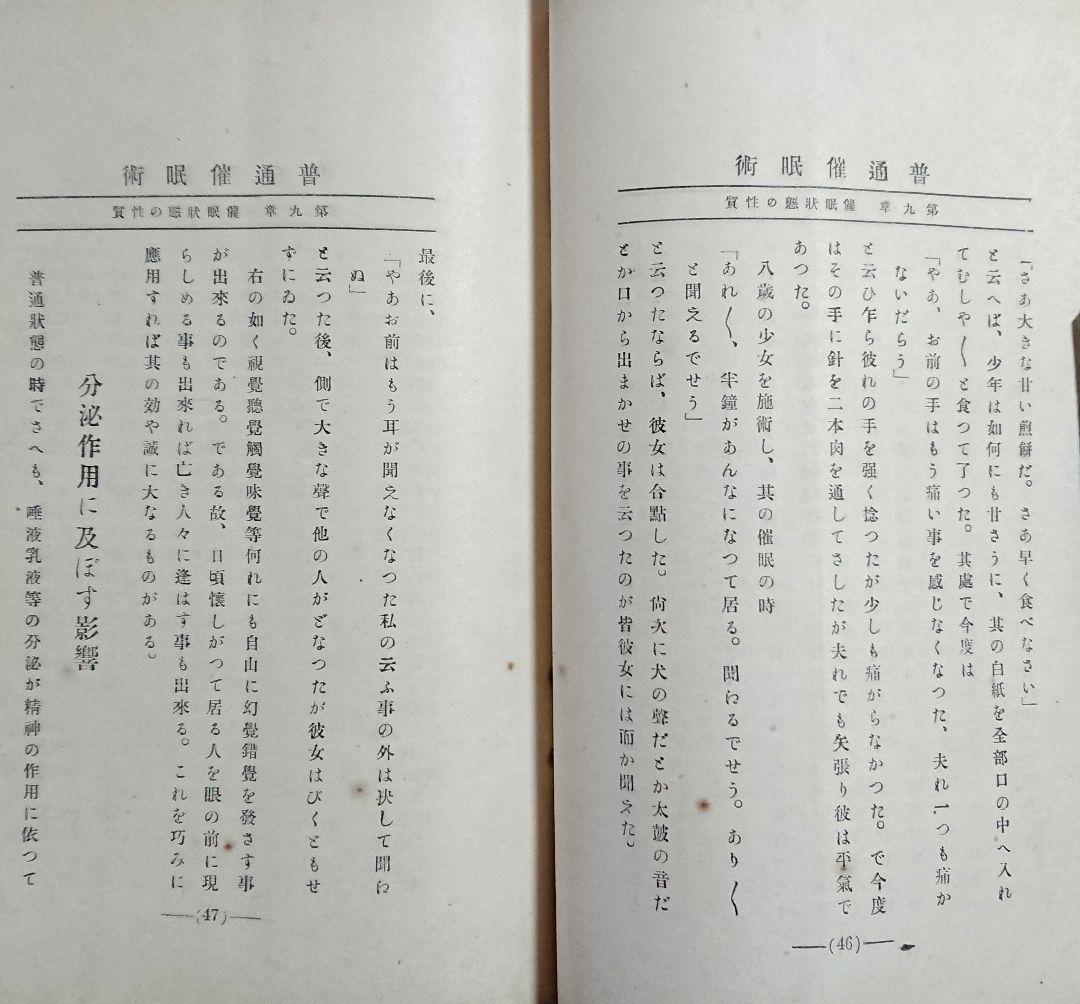 普通催眠術
第九章 催眠狀態の性質
「さあ大きな甘い煎餅だ。さあ早く食べなさい」
と云へば、少年は如何にも甘さうに、其の白紙を全部口の中へ入れ
てむしや〱と食つて了つた。其處で今度は
「やあ、お前の手はもう痛い事を感じなくなつた、夫れ一つも痛か
ないだらう」
と云ひ乍ら彼れの手を强く捻つたが少しも痛がらなかつた。で今度
はその手に針を二本肉を通してさしたが夫れでも矢張り彼は平氣で
あつた。
八歲の少女を施術し、其の催眠の時
「あれ〱、半鐘があんなになつて居る。聞わるでせう。あり〱
と聞えるでせう」
と云つたならば、彼女は合點した。尙次に犬の聲だとか太鼓の音だ
とか口から出まかせの事を云つたのが皆彼女には而か聞えた。
(46)
普通催眠術
第九章 催眠狀態の性質
最後に、
「やあお前はもう耳が聞えなくなつた私の云ふ事の外は決して聞わ
ぬ」
と云つた後、側で大きな聲で他の人がどなつたが彼女はびくともせ
ずにゐた。
右の如く視覺聽覺觸覺味覺等何れにも自由に幻覺錯覺を發さす事
が出來るのである。である故、日頃懷しがつて居る人を眼の前に現
らしめる事も出來れば亡き人々に逢はす事も出來る。これを巧みに
應用すれば其の効や誠に大なるものがある。
分泌作用に及ぼす影響
普通狀態の時でさへも、唾液乳液等の分泌が精神の作用に依つて
(47)